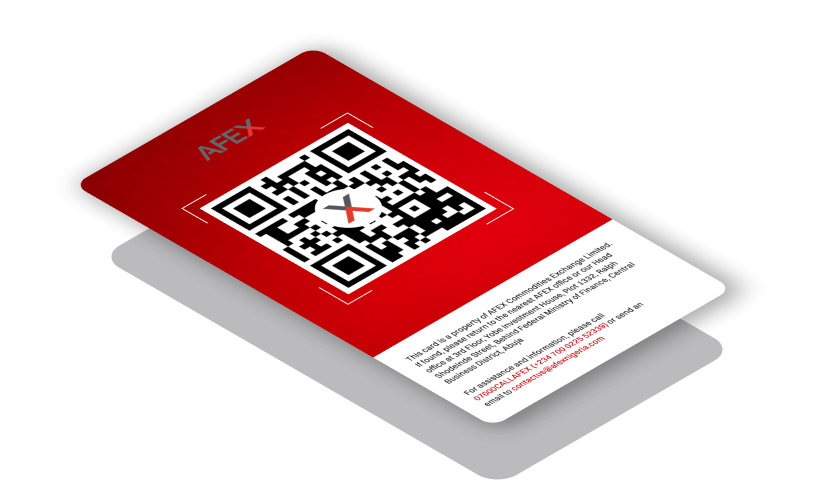 AFEX
This card is a property of AFEX Commodities Exchange Limited.
If found, please return to the nearest AFEX office or our Head
office at 3rd Floor, Yobe Investment House, Plot 1332, Ralph
Shodeinde Street, Behind Federal Ministry of Finance, Central
Business District, Abuja
For assistance and information, please call
07000CALLAFEX (+234 700 0225 52339) or send an
email to contactus@afexnigeria.com